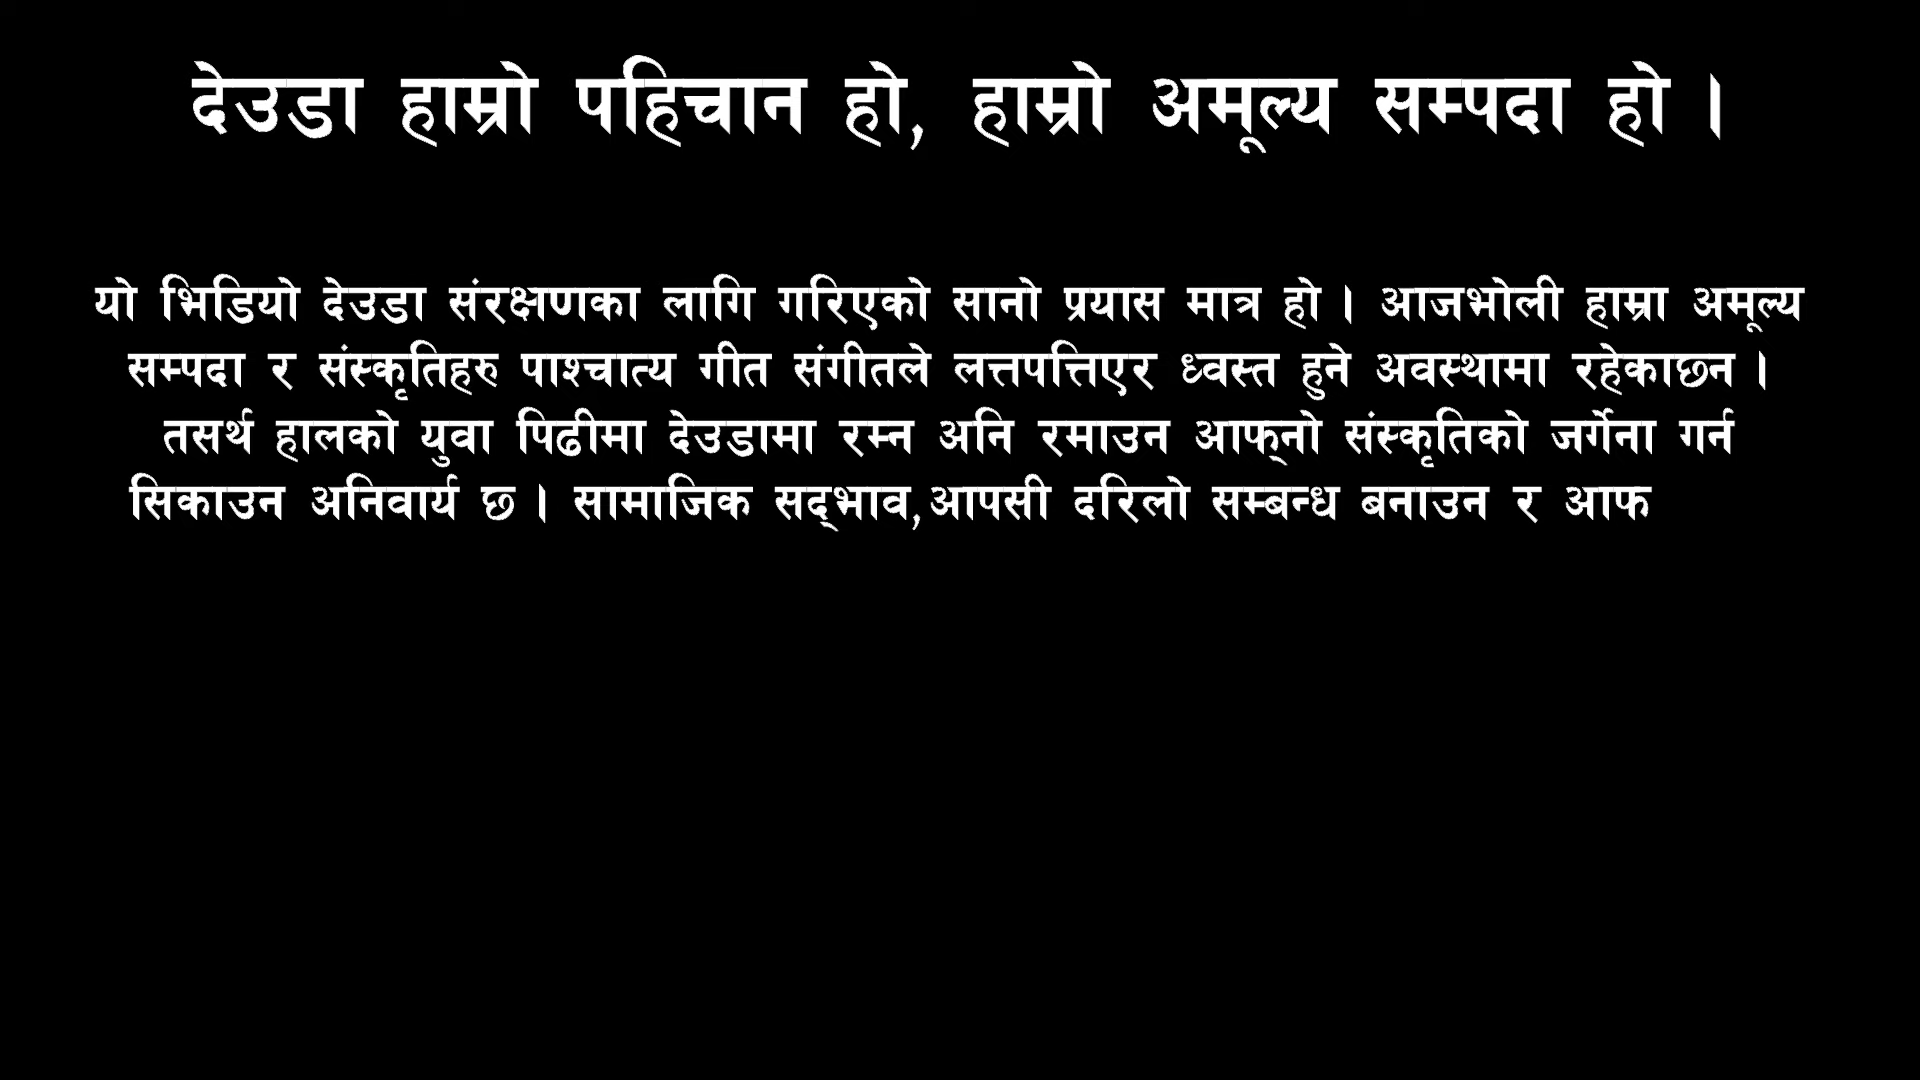 देउडा हाम्रो पहिचान हो, हाम्रो अमूल्य सम्पदा हो ।
यो भिडियो देउडा संरक्षणका लागि गरिएको सानो प्रयास मात्र हो । आजभोली हाम्रा अमूल्य
सम्पदा र संस्कृतिहरु पाश्चात्य गीत संगीतले लत्तपत्तिएर ध्वस्त हुने अवस्थामा रहेकाछन ।
तसर्थ हालको युवा पिढीमा देउडामा रम्न अनि रमाउन आफ्‌नो संस्कृतिको जर्गेना गर्न
सिकाउन अनिवार्य छ । सामाजिक सद्‌भाव,आपसी दरिलो सम्बन्ध बनाउन र आफ